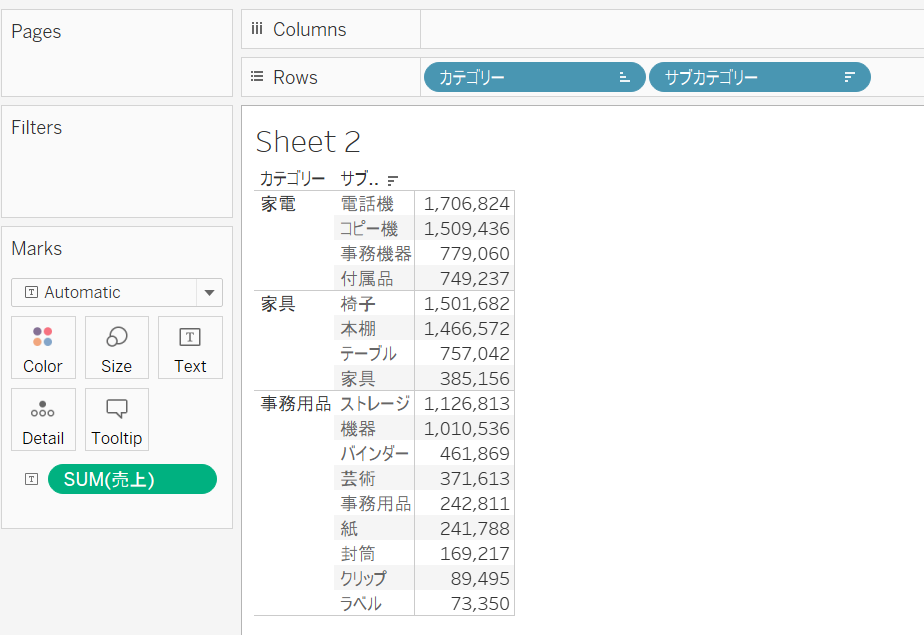 Pages
Columns
Rows カテゴリー サブカテゴリー
Filters
Marks
Automatic
Color Size Text
Detail Tooltip
SUM(売上)
Sheet 2
カテゴリー サブ..
家電 電話機 1,706,824
コピー機 1,509,436
事務機器 779,060
付属品 749,237
家具 椅子 1,501,682
本棚 1,466,572
テーブル 757,042
家具 385,156
事務用品 ストレージ 1,126,813
機器 1,010,536
バインダー 461,869
芸術 371,613
事務用品 242,811
紙 241,788
封筒 169,217
クリップ 89,495
ラベル 73,350